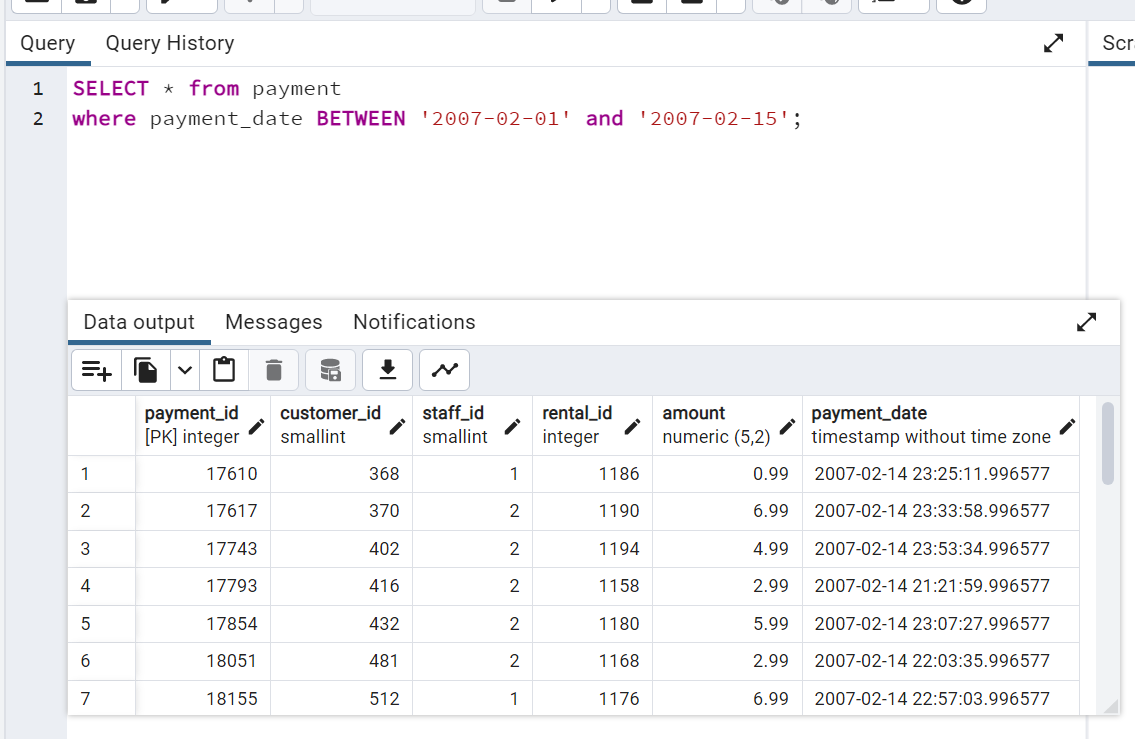 Query Query History Scr
1 SELECT * from payment
2 where payment_date BETWEEN '2007-02-01' and '2007-02-15';
Data output Messages Notifications
payment_id customer_id staff_id rental_id amount payment_date
[PK] integer smallint smallint integer numeric (5,2) timestamp without time zone
1 17610 368 1 1186 0.99 2007-02-14 23:25:11.996577
2 17617 370 2 1190 6.99 2007-02-14 23:33:58.996577
3 17743 402 2 1194 4.99 2007-02-14 23:53:34.996577
4 17793 416 2 1158 2.99 2007-02-14 21:21:59.996577
5 17854 432 2 1180 5.99 2007-02-14 23:07:27.996577
6 18051 481 2 1168 2.99 2007-02-14 22:03:35.996577
7 18155 512 1 1176 6.99 2007-02-14 22:57:03.996577